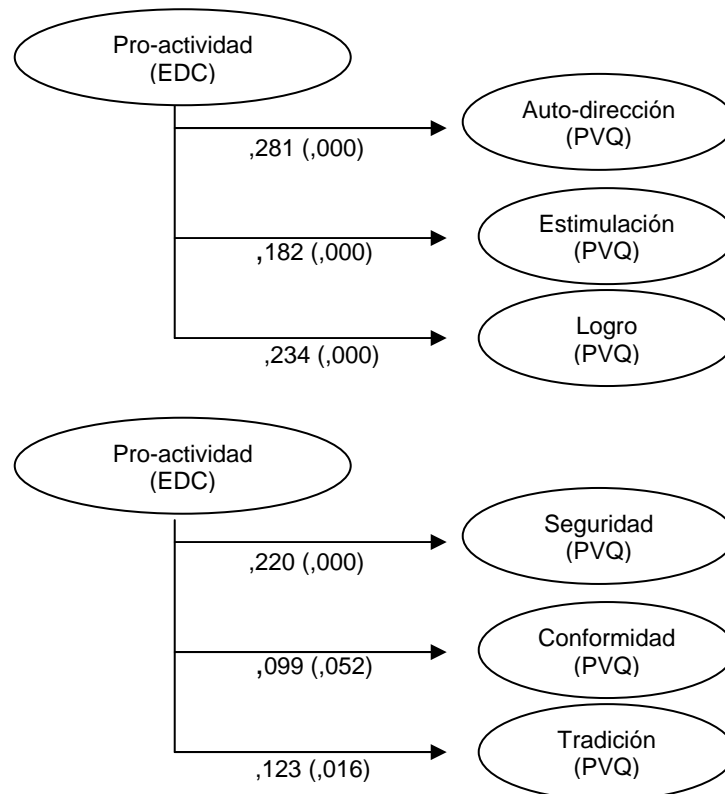 Pro-actividad
(EDC)
Auto-dirección
(PVQ)
,281 (,000)
Estimulación
(PVQ)
,182 (,000)
Logro
(PVQ)
,234 (,000)
Pro-actividad
(EDC)
Seguridad
(PVQ)
,220 (,000)
Conformidad
(PVQ)
,099 (,052)
Tradición
(PVQ)
,123 (,016)